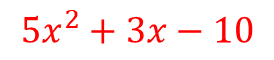 5x² + 3x − 10